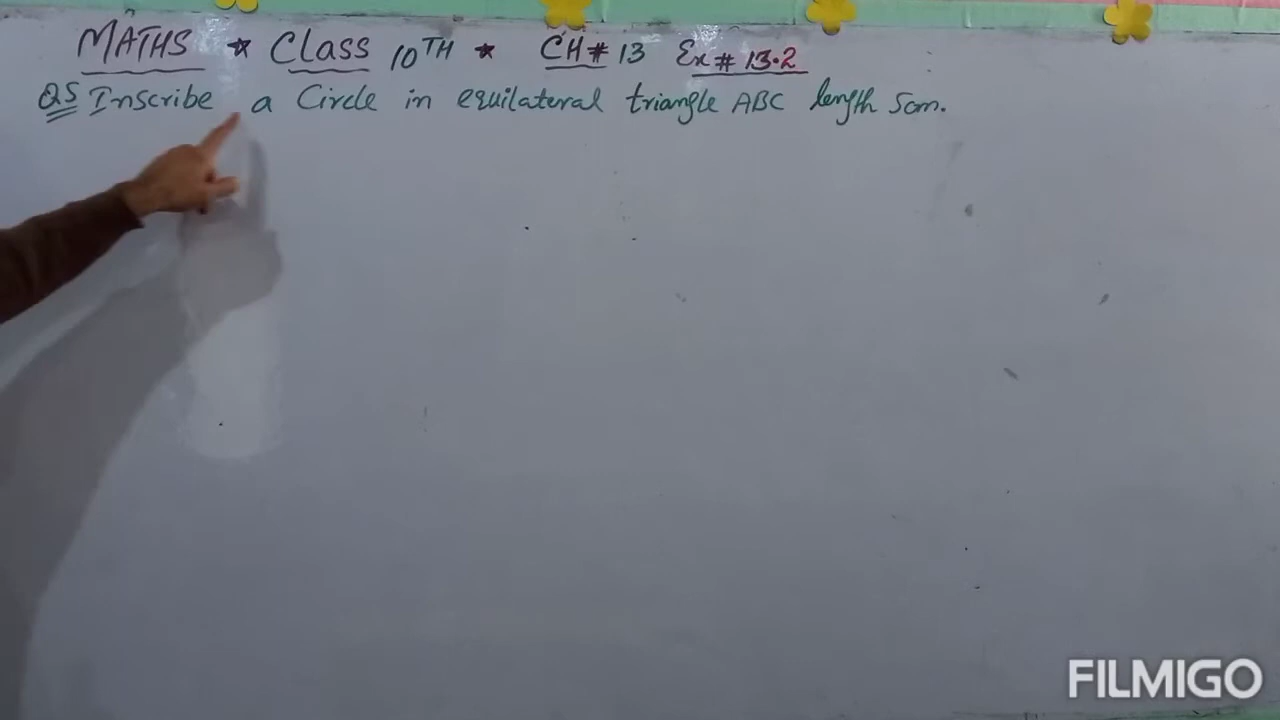 MATHS * Class 10TH * CH # 13 Ex # 13.2
Q5 Inscribe a Circle in equilateral triangle ABC length 5cm.
FILMIGO